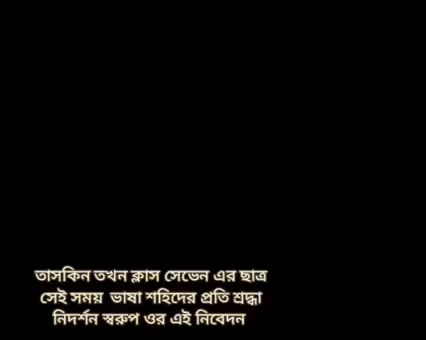 তাসকিন তখন ক্লাস সেভেন এর ছাত্র
সেই সময় ভাষা শহিদের প্রতি শ্রদ্ধা
নিদর্শন স্বরুপ ওর এই নিবেদন